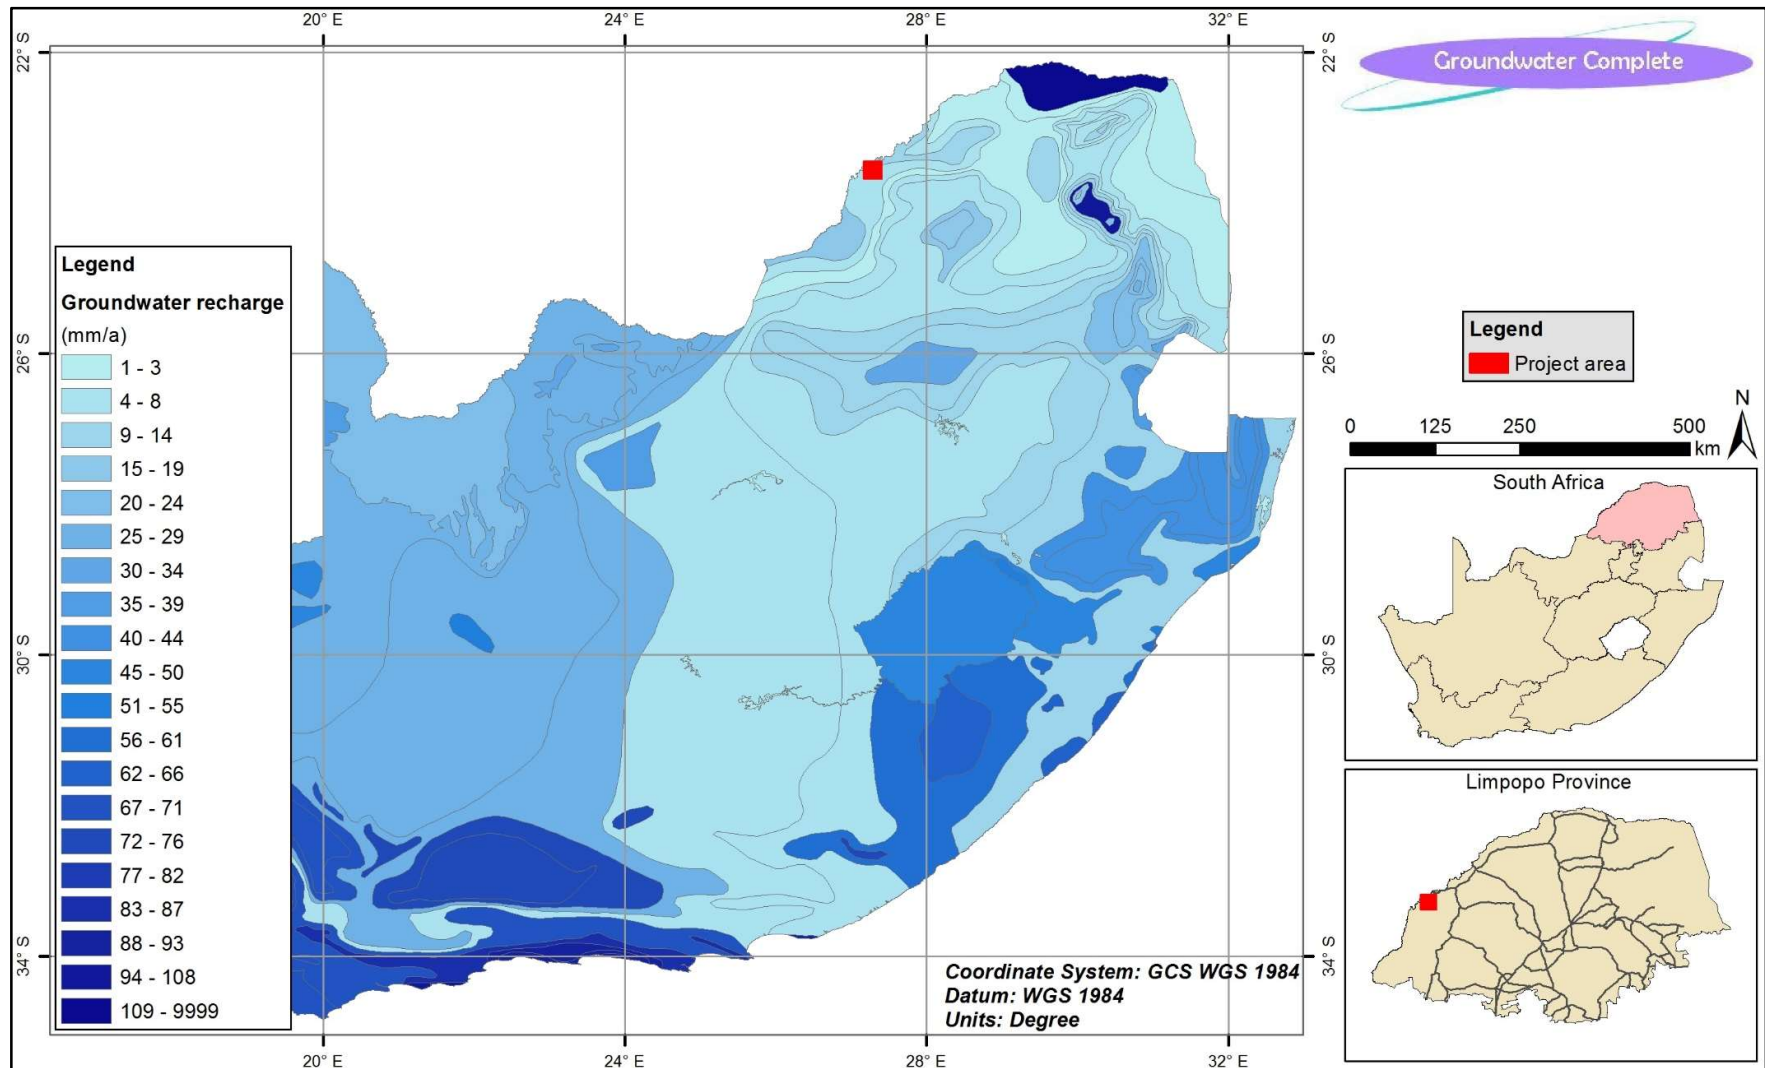 20° E
24° E
28° E
32° E
22° S
22° S
Groundwater Complete
Legend
Groundwater recharge
(mm/a)
1 - 3
4 - 8
9 - 14
15 - 19
20 - 24
25 - 29
30 - 34
35 - 39
40 - 44
45 - 50
51 - 55
56 - 61
62 - 66
67 - 71
72 - 76
77 - 82
83 - 87
88 - 93
94 - 108
109 - 9999
26° S
26° S
30° S
30° S
34° S
34° S
Legend
Project area
N
0 125 250 500
km
South Africa
Limpopo Province
Coordinate System: GCS WGS 1984
Datum: WGS 1984
Units: Degree
20° E
24° E
28° E
32° E